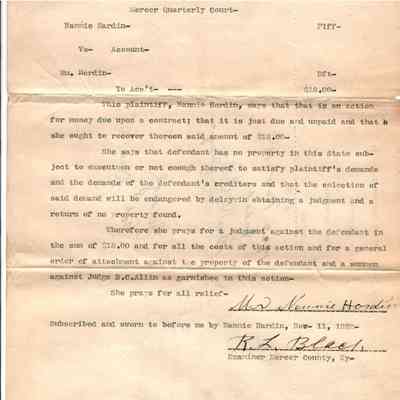 Mercer Quarterly Court-
Nannie Hardin- Plff-
Vs- Account-
Hardin- Dft-
To Acc't- --- $18.00-
This plaintiff, Nannie Hardin, says that this is an action
for money due upon a contract; that it is just due and unpaid and that
she ought to recover thereon said amount of $18.00-
She says that defendant has no property in this State sub-
ject to execution or not enough thereof to satisfy plaintiff's demands
and the demands of the defendant's creditors and that the colection of
said demand will be endangered by delay in obtaining a judgment and a
return of no property found.
Therefore she prays for a judgment against the defendant in
the sum of $18.00 and for all the costs of this action and for a general
order of attachment against the property of the defendant and a summon
against Judge Allin as garnishee in this action-
She prays for all relief-
Nannie Hardin
Subscribed and sworn to before me by Nannie Hardin, 11,
R. L. Black
Examiner Mercer County, Ky-